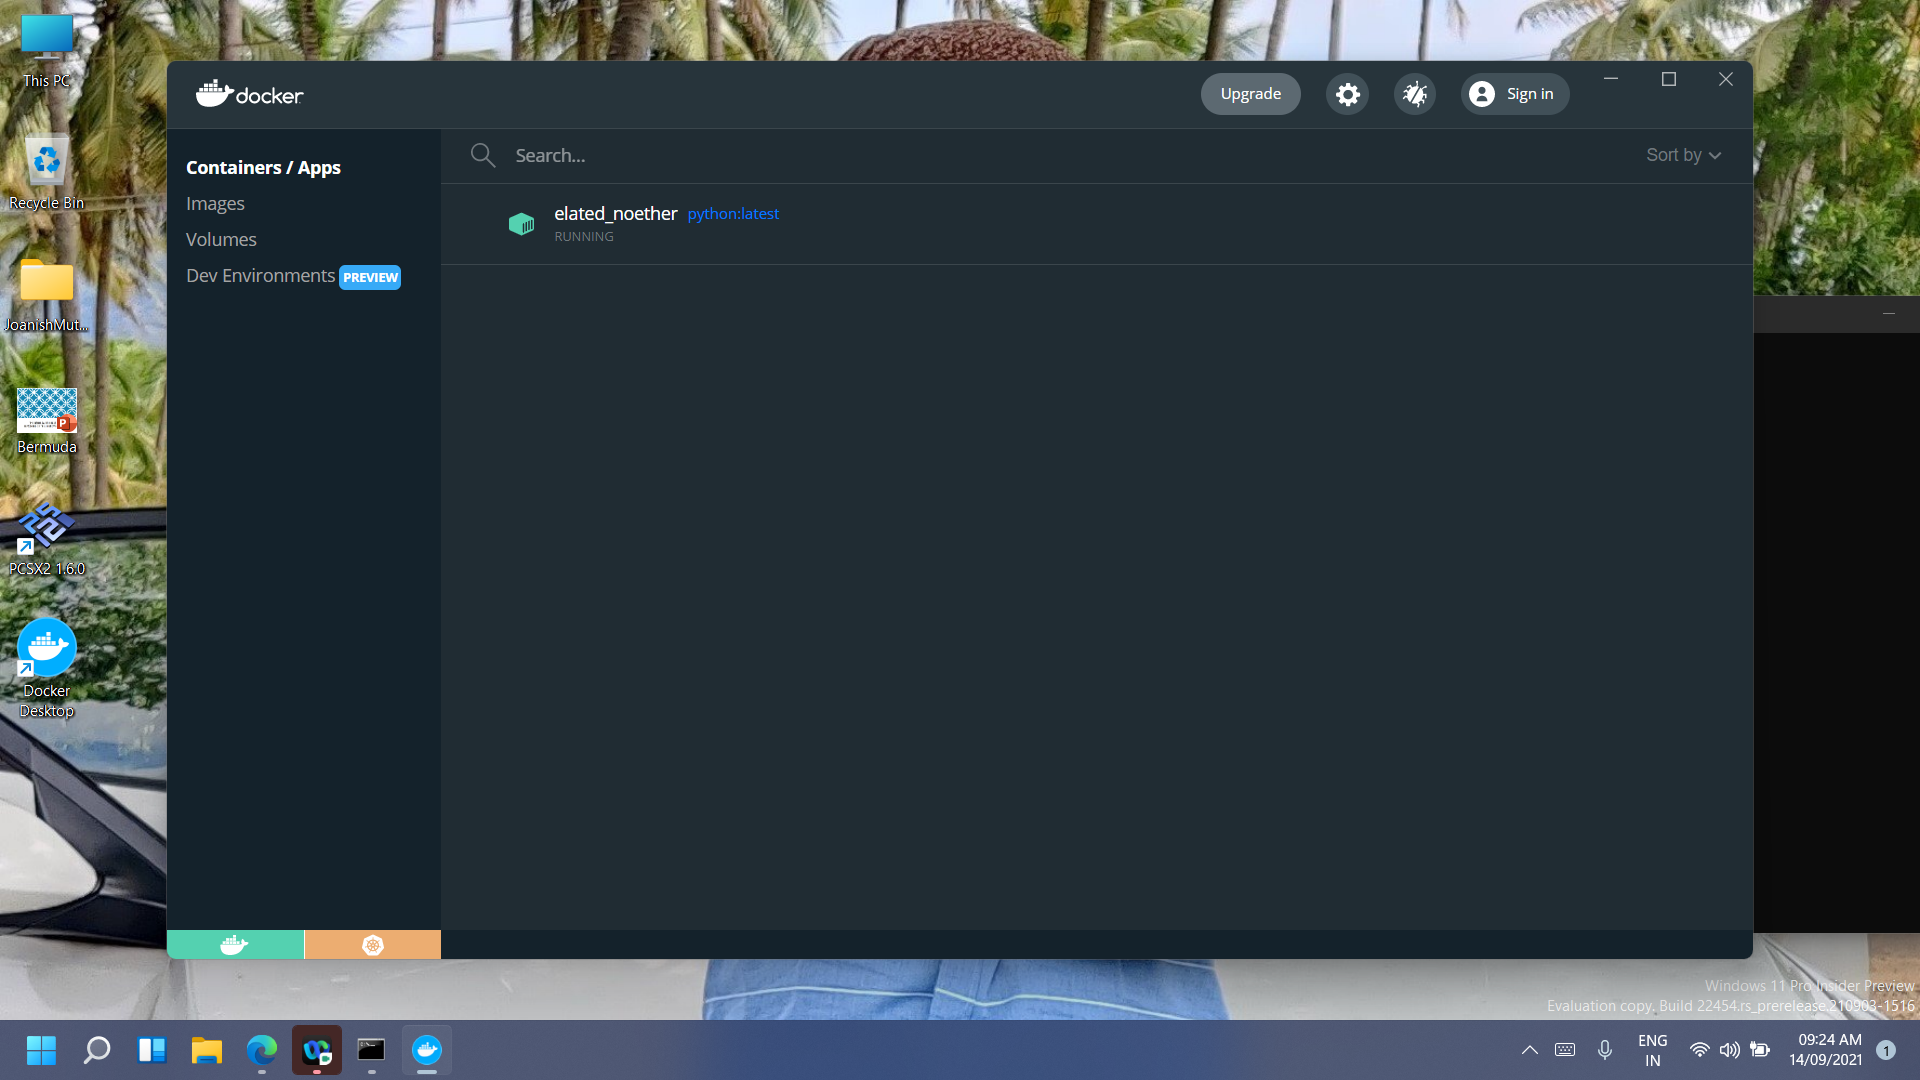 This PC
Recycle Bin
JoanishMut...
Bermuda
PCSX2 1.6.0
Docker
Desktop
docker
Upgrade
Sign in
Containers / Apps
Images
Volumes
Dev Environments PREVIEW
Search...
Sort by
elated_noether python:latest
RUNNING
Windows 11 Pro Insider Preview
Evaluation copy. Build 22454.rs_prerelease.210903-1516
ENG
IN
09:24 AM
14/09/2021
1